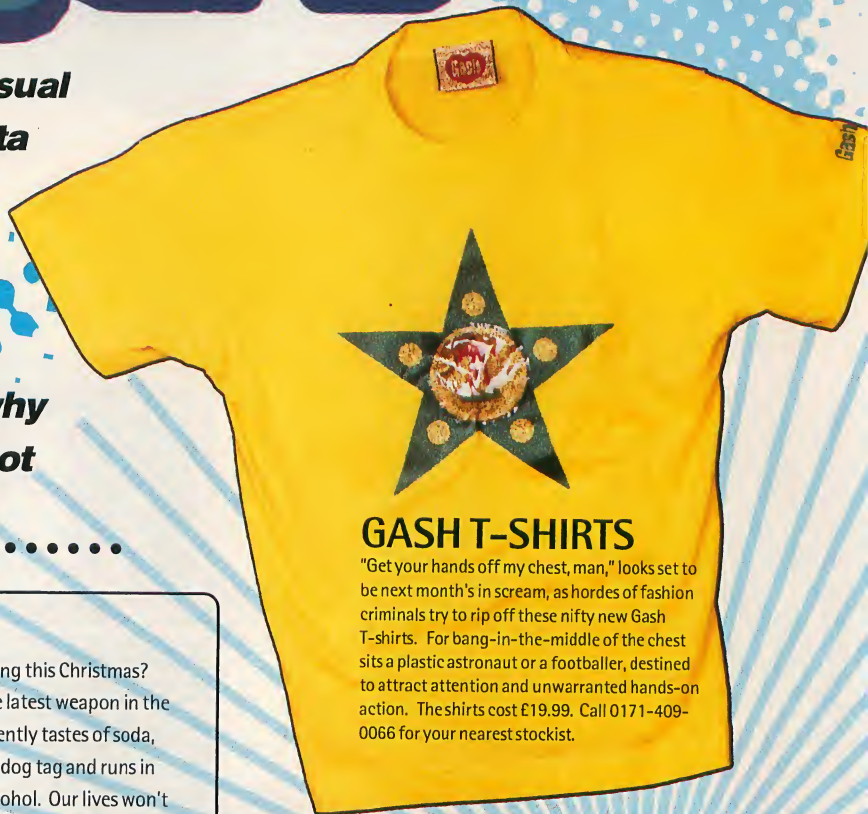 sual
ta
hy
ot
Gash
Gash
GASH T-SHIRTS
"Get your hands off my chest, man," looks set to
be next month's in scream, as hordes of fashion
criminals try to rip off these nifty new Gash
T-shirts. For bang-in-the-middle of the chest
sits a plastic astronaut or a footballer, destined
to attract attention and unwarranted hands-on
action. The shirts cost £19.99. Call 0171-409-
0066 for your nearest stockist.
ng this Christmas?
e latest weapon in the
ently tastes of soda,
dog tag and runs in
ohol. Our lives won't